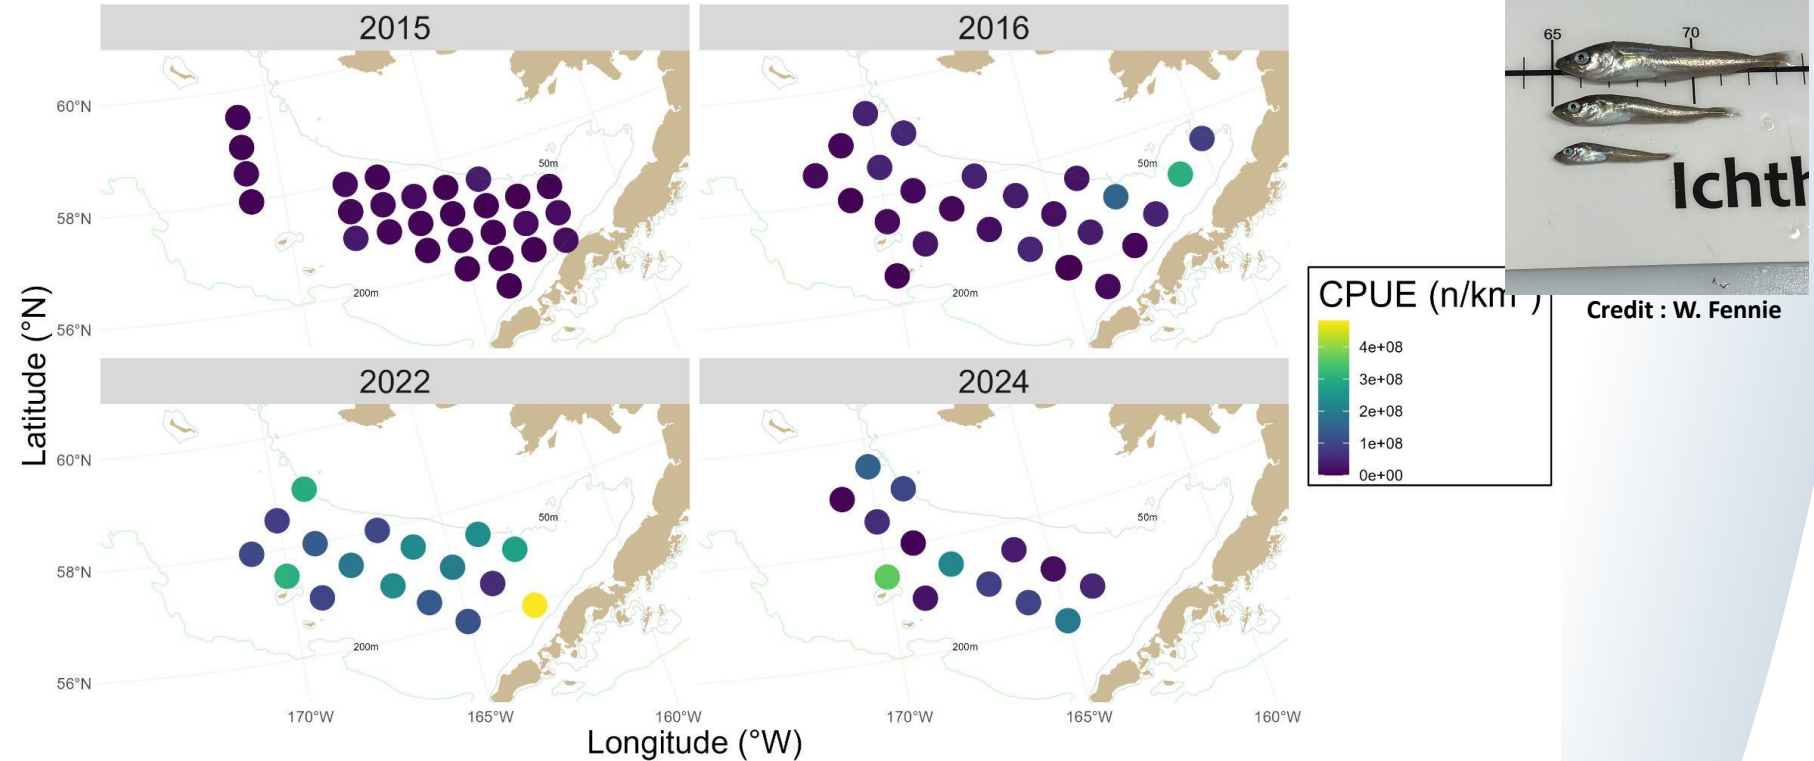 2015
2016
60°N
58°N
56°N
50m
200m
50m
200m
2022
2024
60°N
58°N
56°N
50m
200m
50m
200m
170°W
165°W
160°W
170°W
165°W
160°W
Latitude (°N)
Longitude (°W)
CPUE (n/km )
4e+08
3e+08
2e+08
1e+08
0e+00
65
70
Ichth
Credit : W. Fennie